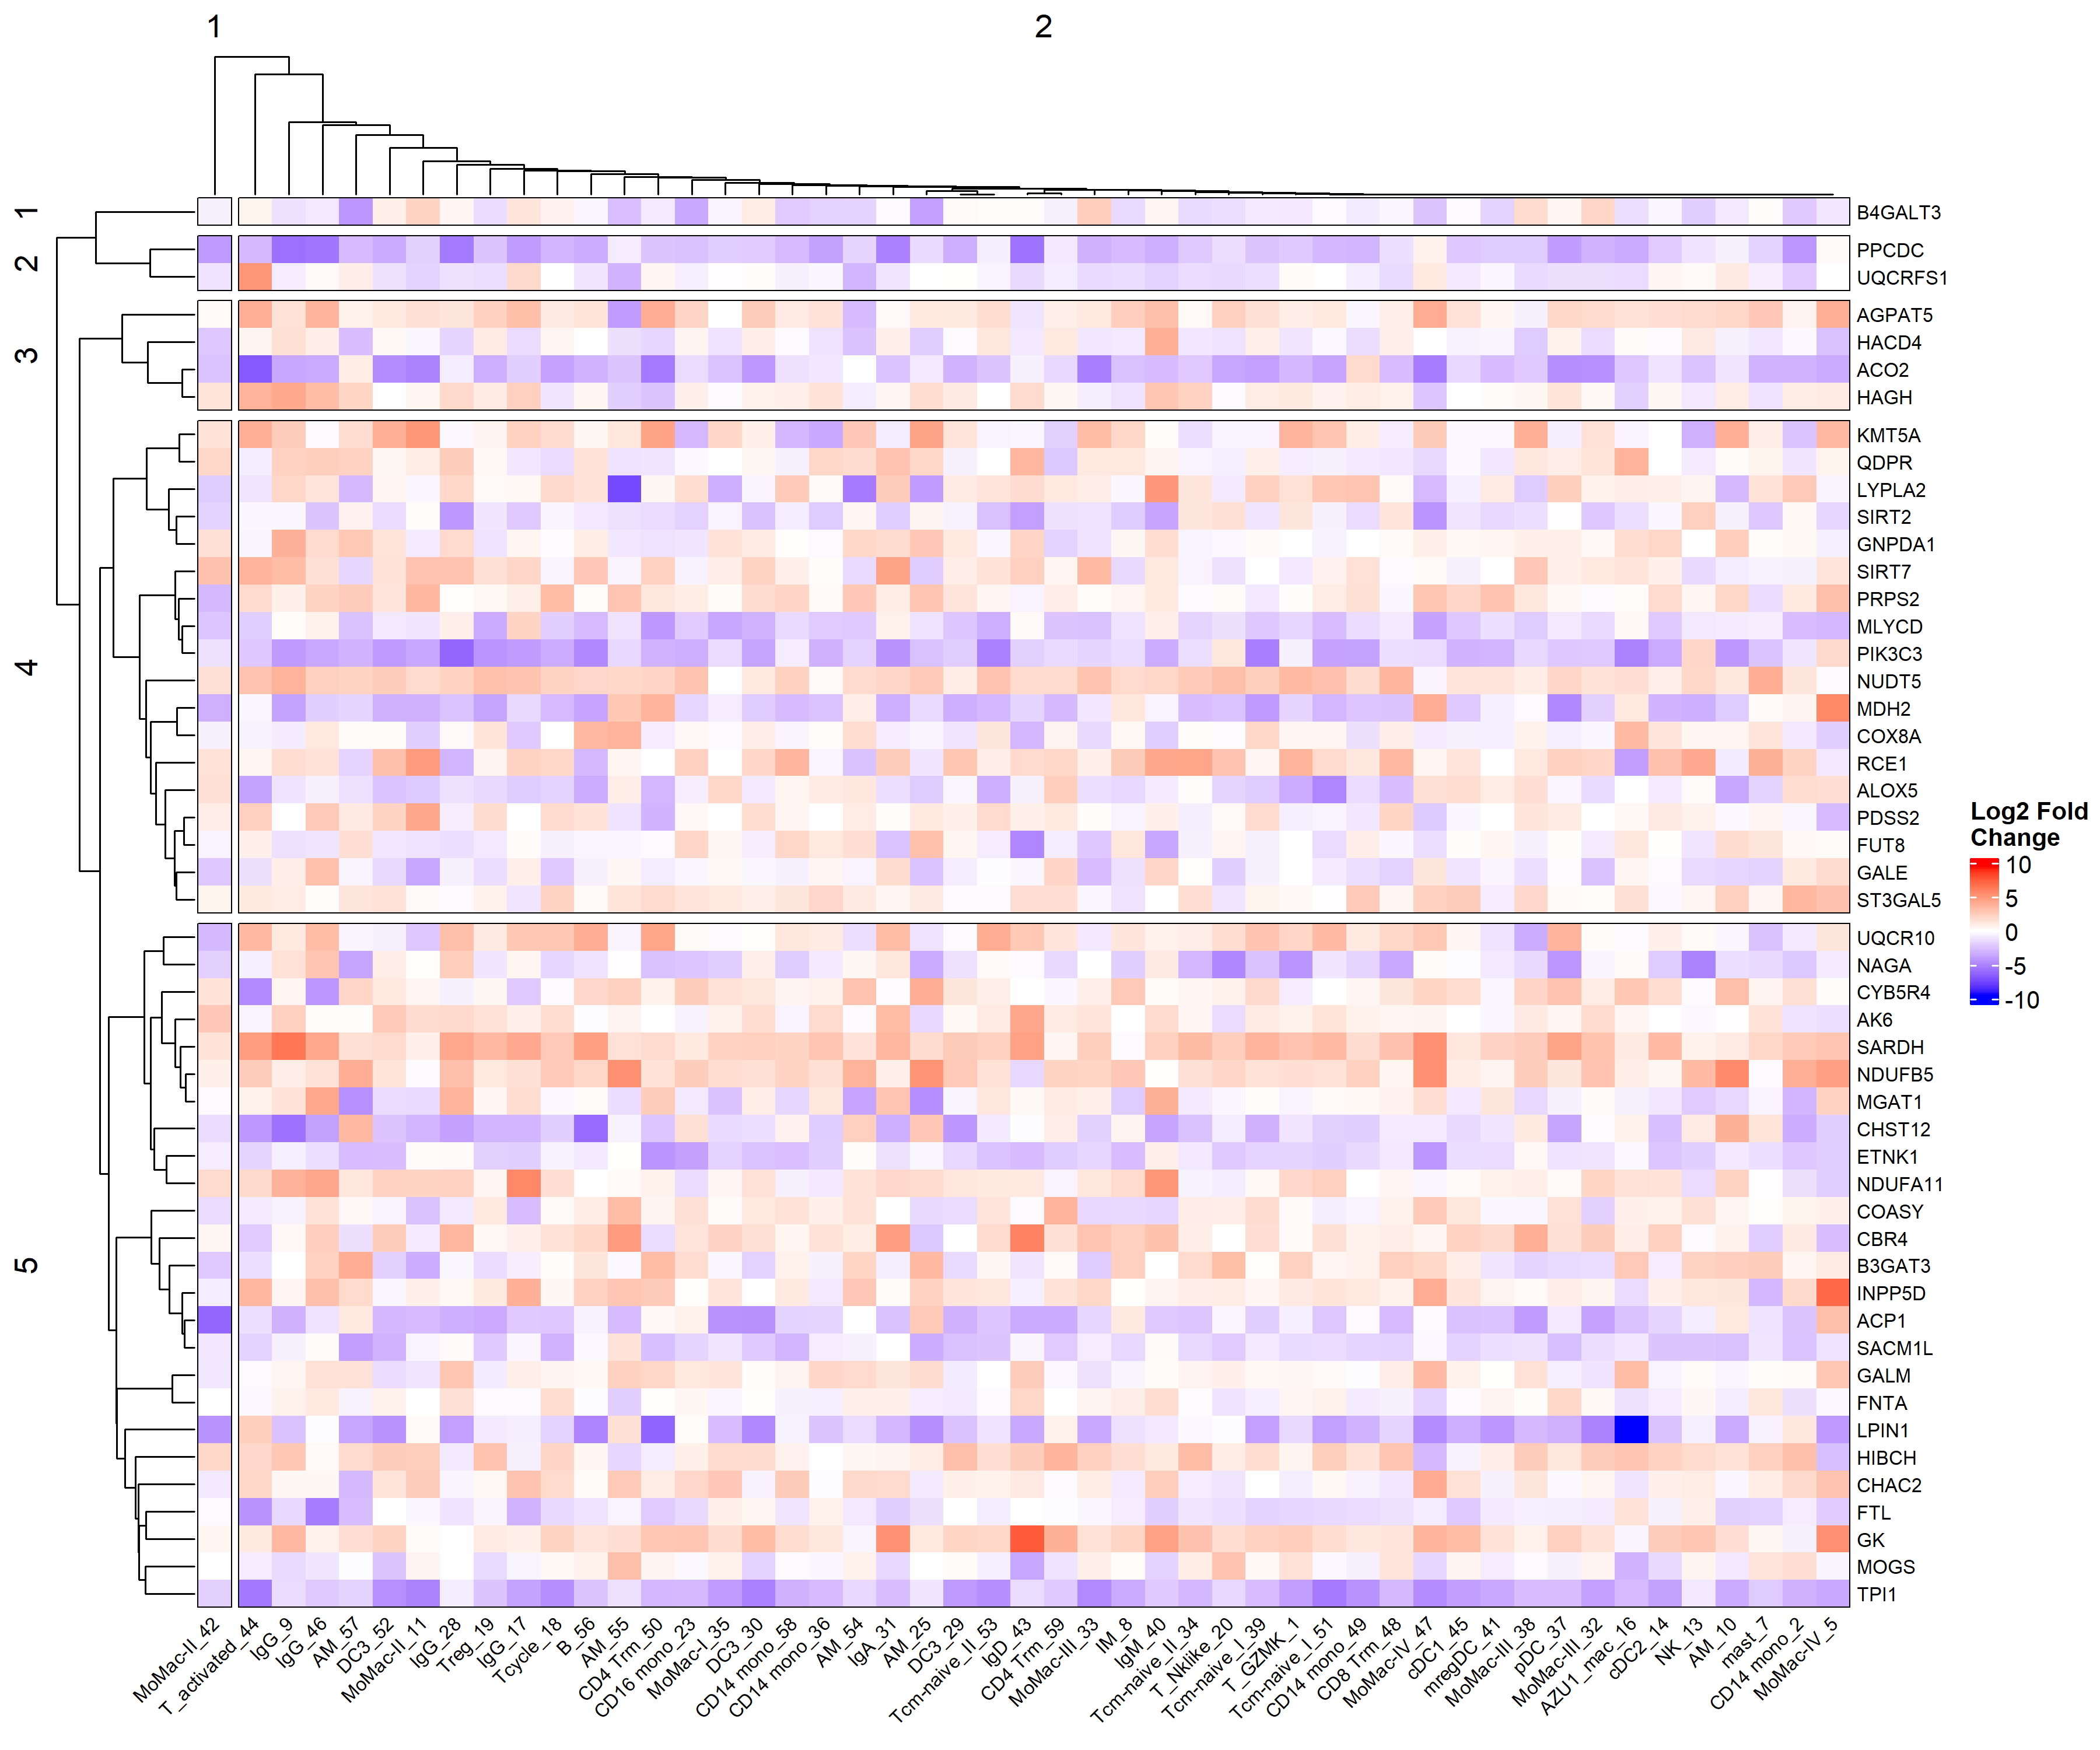 1
2
1
B4GALT3
2
PPCDC
UQCRFS1
3
AGPAT5
HACD4
ACO2
HAGH
4
KMT5A
QDPR
LYPLA2
SIRT2
GNPDA1
SIRT7
PRPS2
MLYCD
PIK3C3
NUDT5
MDH2
COX8A
RCE1
ALOX5
PDSS2
FUT8
GALE
ST3GAL5
5
UQCR10
NAGA
CYB5R4
AK6
SARDH
NDUFB5
MGAT1
CHST12
ETNK1
NDUFA11
COASY
CBR4
B3GAT3
INPP5D
ACP1
SACM1L
GALM
FNTA
LPIN1
HIBCH
CHAC2
FTL
GK
MOGS
TPI1
MoMac-II_42
T_activated_44
IgG_9
IgG_46
AM_57
DC3_52
MoMac-II_11
IgG_28
Treg_19
IgG_17
Tcycle_18
B_56
AM_55
CD4 Trm_50
CD16 mono_23
MoMac-I_35
DC3_30
CD14 mono_58
CD14 mono_36
AM_54
IgA_31
AM_25
DC3_29
Tcm-naive_II_53
IgD_43
CD4 Trm_59
MoMac-III_33
IM_8
IgM_40
Tcm-naive_II_34
T_Nklike_20
Tcm-naive_I_39
T_GZMK_1
Tcm-naive_I_51
CD14 mono_49
CD8 Trm_48
MoMac-IV_47
cDC1_45
mregDC_41
MoMac-III_38
pDC_37
MoMac-III_32
AZU1_mac_16
cDC2_14
NK_13
AM_10
mast_7
CD14 mono_2
MoMac-IV_5
Log2 Fold
Change
10
5
0
-5
-10